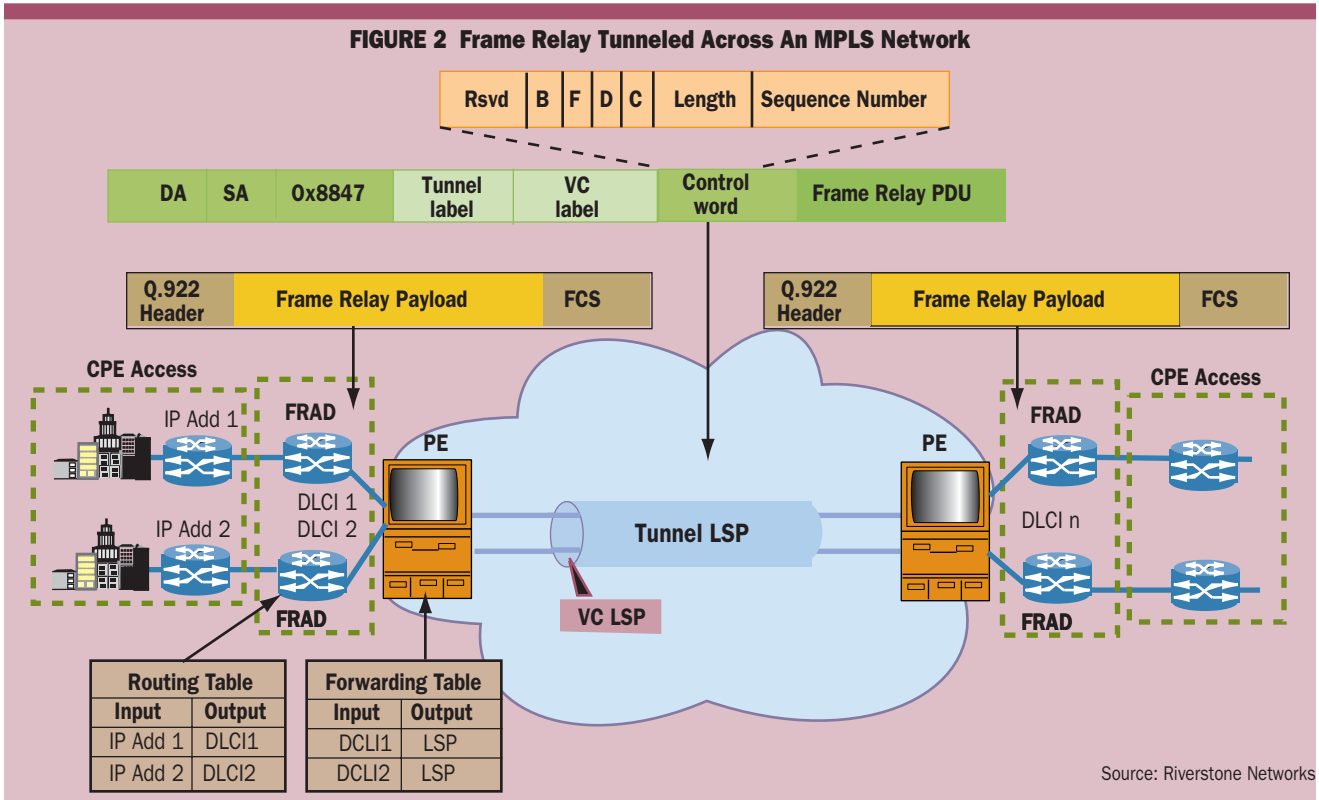 FIGURE 2 Frame Relay Tunneled Across An MPLS Network
Rsvd B F D C Length Sequence Number
DA SA 0x8847 Tunnel label VC label Control word Frame Relay PDU
Q.922 Header Frame Relay Payload FCS
Q.922 Header Frame Relay Payload FCS
CPE Access
IP Add 1
FRAD
PE
DLCI 1
DLCI 2
IP Add 2
FRAD
Tunnel LSP
VC LSP
PE
FRAD
DLCI n
FRAD
CPE Access
Routing Table
Input Output
IP Add 1 DLCI1
IP Add 2 DLCI2
Forwarding Table
Input Output
DCLI1 LSP
DCLI2 LSP
Source: Riverstone Networks